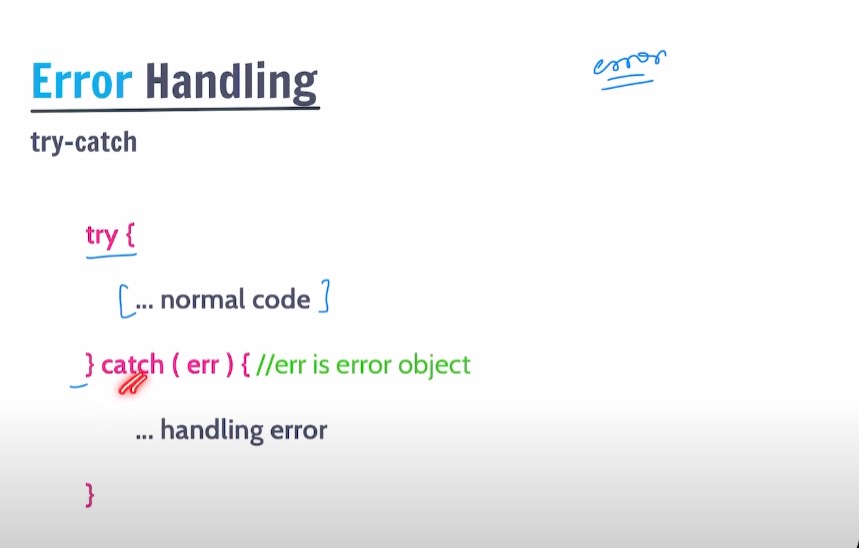 error
Error Handling
try-catch
try {
[... normal code ]
} catch ( err ) { //err is error object
... handling error
}